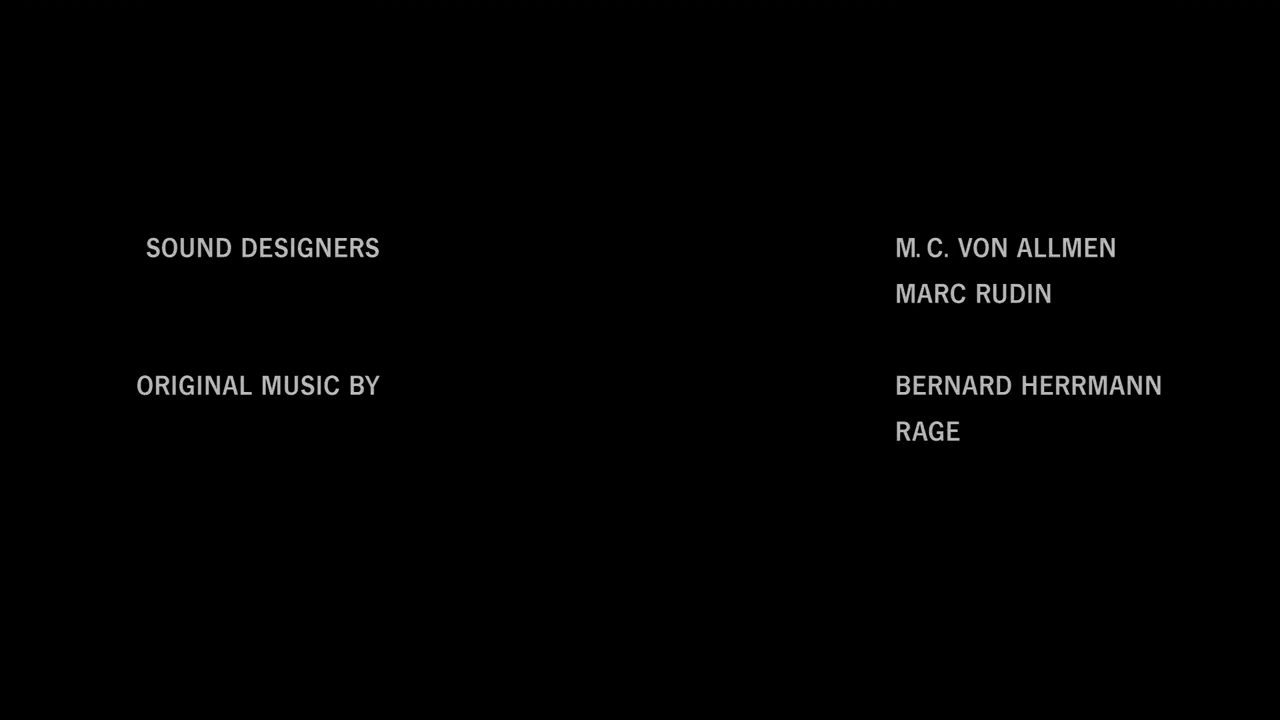 SOUND DESIGNERS M. C. VON ALLMEN
MARC RUDIN
ORIGINAL MUSIC BY BERNARD HERRMANN
RAGE